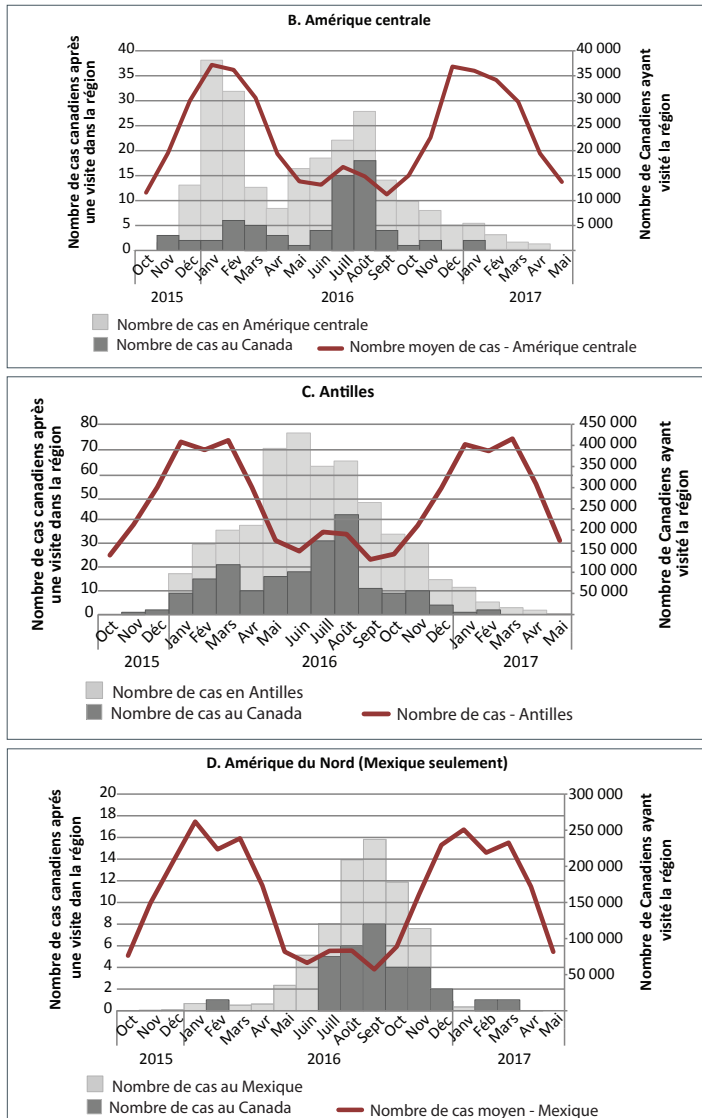 B. Amérique centrale
Nombre de cas canadiens après
une visite dans la région
40
35
30
25
20
15
10
5
0
40 000
35 000
30 000
25 000
20 000
15 000
10 000
5 000
Nombre de Canadiens ayant
visité la région
Oct Nov Déc Janv Fév Mars Avr Mai Juin Juill Août Sept Oct Nov Déc Janv Fév Mars Avr Mai
2015 2016 2017
Nombre de cas en Amérique centrale
Nombre de cas au Canada Nombre moyen de cas - Amérique centrale
C. Antilles
Nombre de cas canadiens après
une visite dans la région
80
70
60
50
40
30
20
10
0
450 000
400 000
350 000
300 000
250 000
200 000
150 000
100 000
50 000
Nombre de Canadiens ayant
visité la région
Oct Nov Déc Janv Fév Mars Avr Mai Juin Juill Août Sept Oct Nov Déc Janv Fév Mars Avr Mai
2015 2016 2017
Nombre de cas en Antilles
Nombre de cas au Canada Nombre de cas - Antilles
D. Amérique du Nord (Mexique seulement)
Nombre de cas canadiens après
une visite dan la région
20
18
16
14
12
10
8
6
4
2
0
300 000
250 000
200 000
150 000
100 000
50 000
Nombre de Canadiens ayant
visité la région
Oct Nov Déc Janv Fév Mars Avr Mai Juin Juill Août Sept Oct Nov Déc Janv Féb Mars Avr Mai
2015 2016 2017
Nombre de cas au Mexique
Nombre de cas au Canada Nombre de cas moyen - Mexique